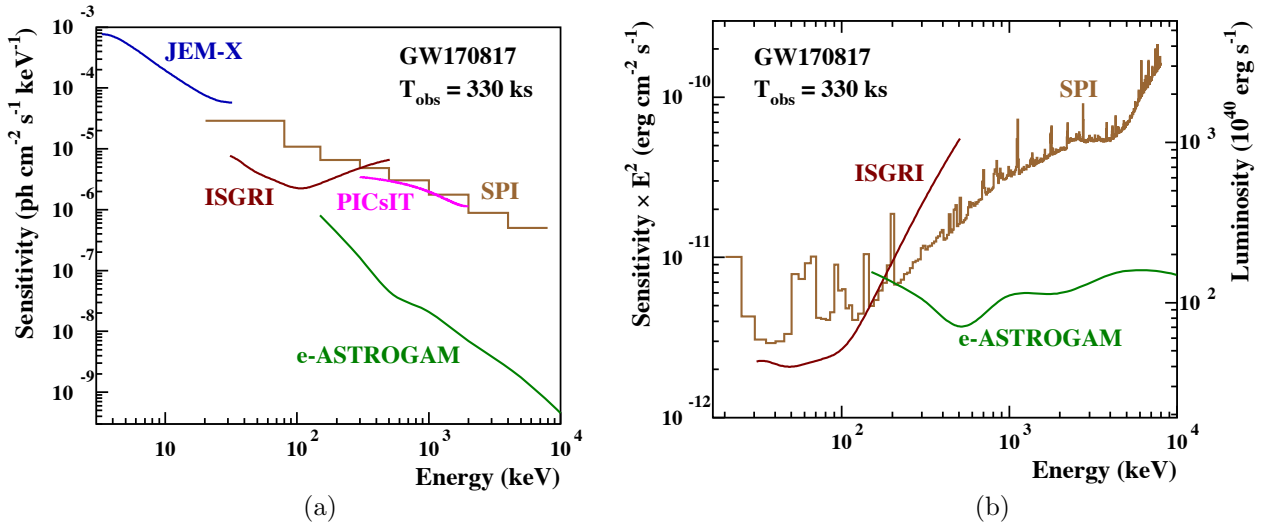 GW170817
T_obs = 330 ks
JEM-X
ISGRI
PICsIT
SPI
e-ASTROGAM
Sensitivity (ph cm^-2 s^-1 keV^-1)
10^-3
10^-4
10^-5
10^-6
10^-7
10^-8
10^-9
10
10^2
10^3
10^4
Energy (keV)
(a)
GW170817
T_obs = 330 ks
SPI
ISGRI
e-ASTROGAM
Sensitivity × E^2 (erg cm^-2 s^-1)
10^-10
10^-11
10^-12
10^2
10^3
10^4
Energy (keV)
Luminosity (10^40 erg s^-1)
10^3
10^2
(b)